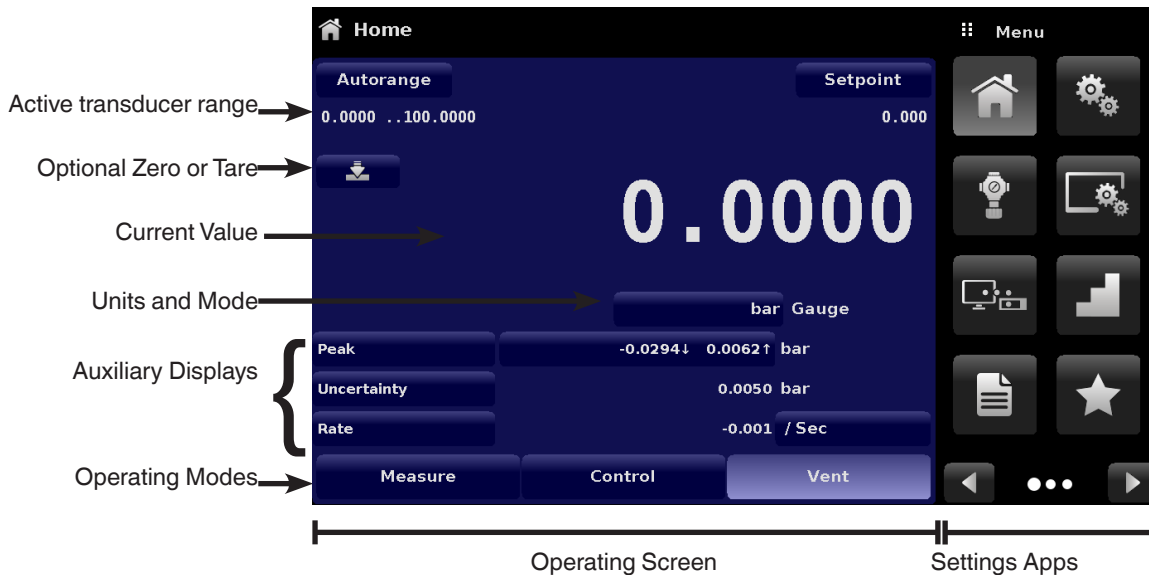 Home
Menu
Autorange
Setpoint
Active transducer range
0.0000 ..100.0000
0.000
Optional Zero or Tare
Current Value
0.0000
Units and Mode
bar Gauge
Auxiliary Displays
Peak
-0.0294↓ 0.0062↑ bar
Uncertainty
0.0050 bar
Rate
-0.001 / Sec
Operating Modes
Measure
Control
Vent
Operating Screen
Settings Apps